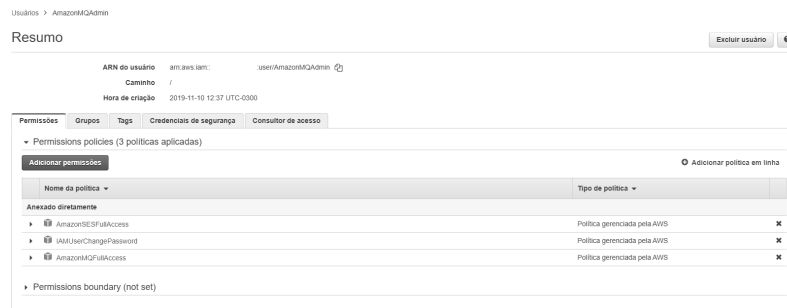 Usuários > AmazonMQAdmin
Resumo
Excluir usuário
ARN do usuário arn:aws:iam:: :user/AmazonMQAdmin
Caminho /
Hora de criação 2019-11-10 12:37 UTC-0300
Permissões Grupos Tags Credenciais de segurança Consultor de acesso
Permissions policies (3 políticas aplicadas)
Adicionar permissões Adicionar política em linha
Nome da política Tipo de política
Anexado diretamente
AmazonSESFullAccess Política gerenciada pela AWS
IAMUserChangePassword Política gerenciada pela AWS
AmazonMQFullAccess Política gerenciada pela AWS
Permissions boundary (not set)